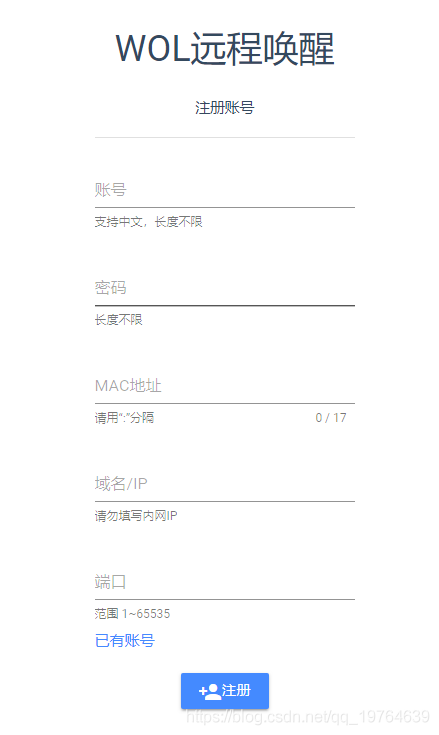 WOL远程唤醒
注册账号
账号
支持中文，长度不限
密码
长度不限
MAC地址
请用“:”分隔 0 / 17
域名/IP
请勿填写内网IP
端口
范围 1~65535
已有账号
注册
https://blog.csdn.net/qq_19764639